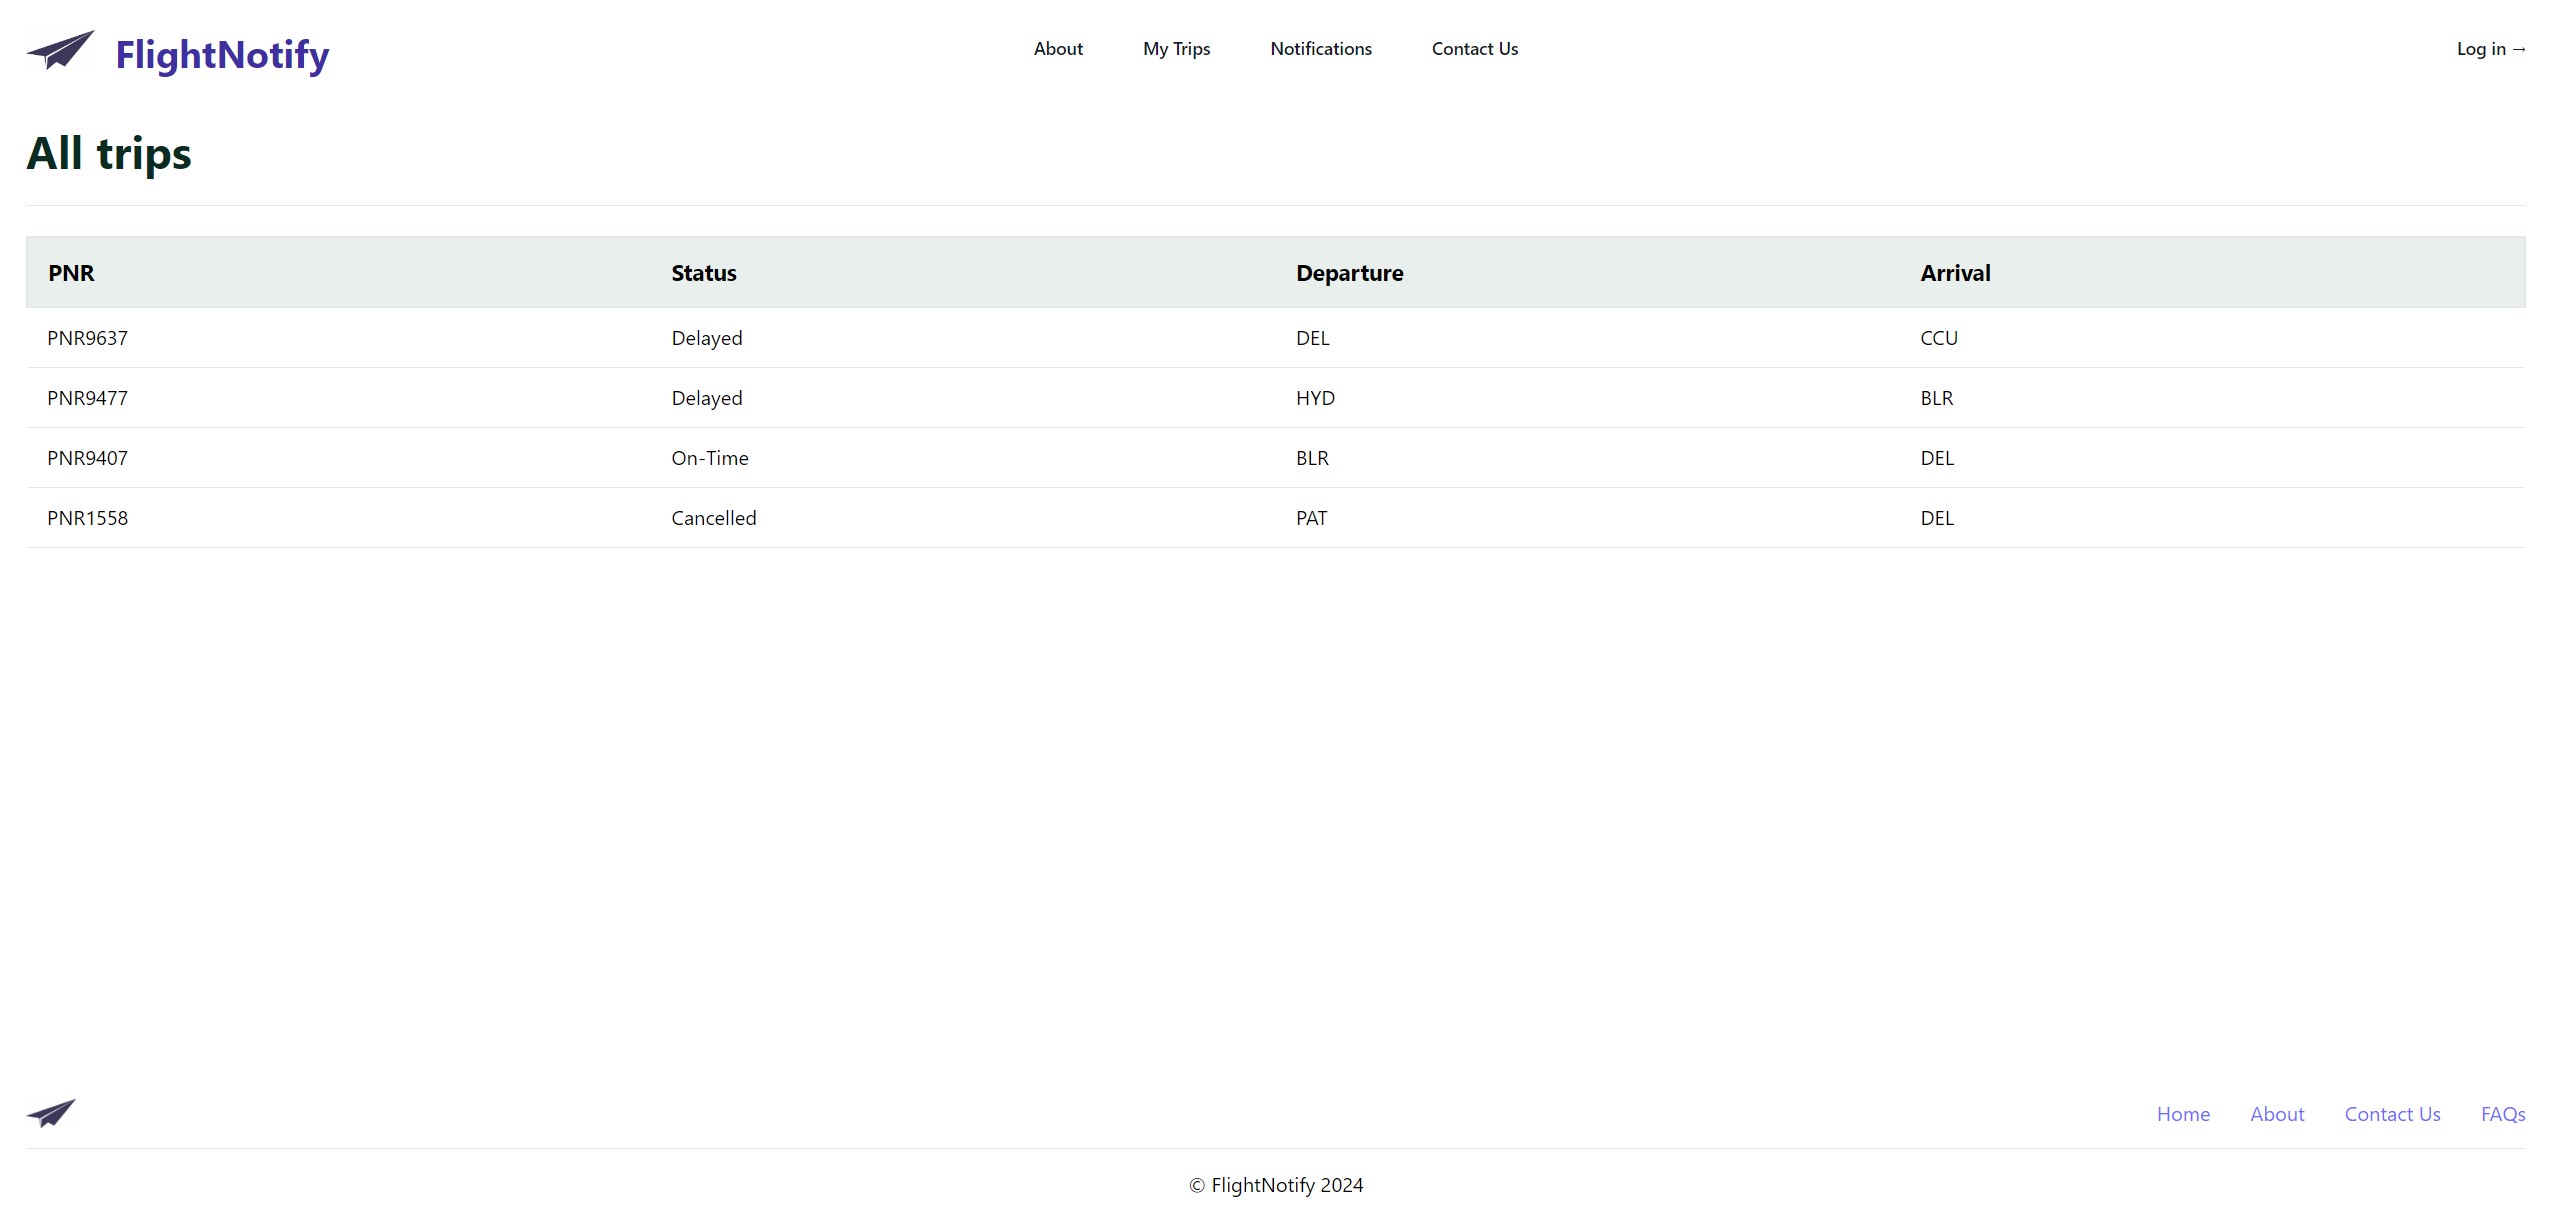 FlightNotify
About My Trips Notifications Contact Us Log in →
All trips
PNR Status Departure Arrival
PNR9637 Delayed DEL CCU
PNR9477 Delayed HYD BLR
PNR9407 On-Time BLR DEL
PNR1558 Cancelled PAT DEL
Home About Contact Us FAQs
© FlightNotify 2024